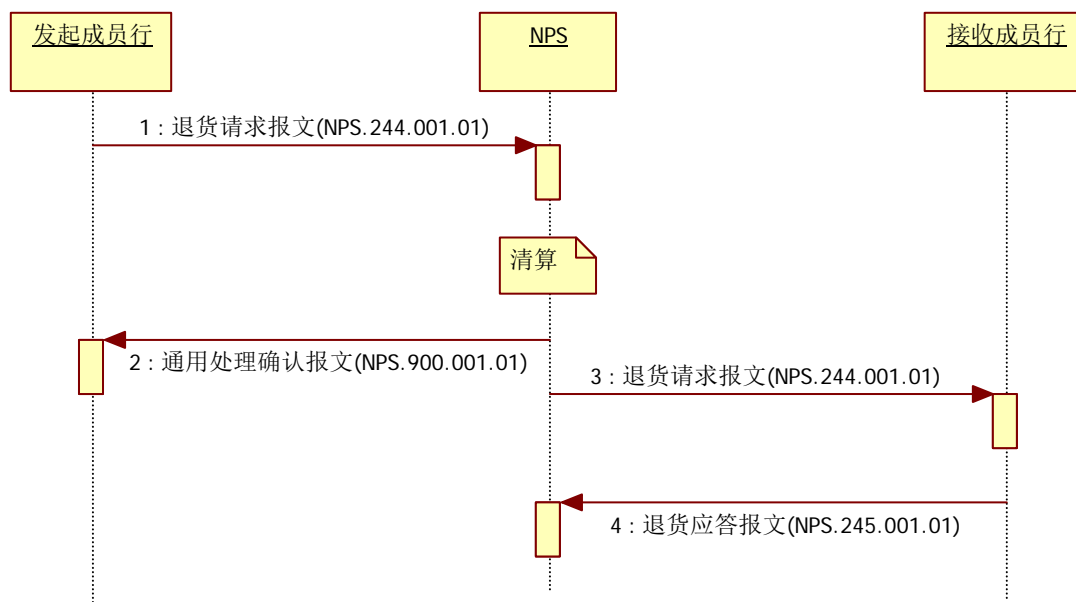 发起成员行
NPS
接收成员行
1 : 退货请求报文(NPS.244.001.01)
清算
2 : 通用处理确认报文(NPS.900.001.01)
3 : 退货请求报文(NPS.244.001.01)
4 : 退货应答报文(NPS.245.001.01)